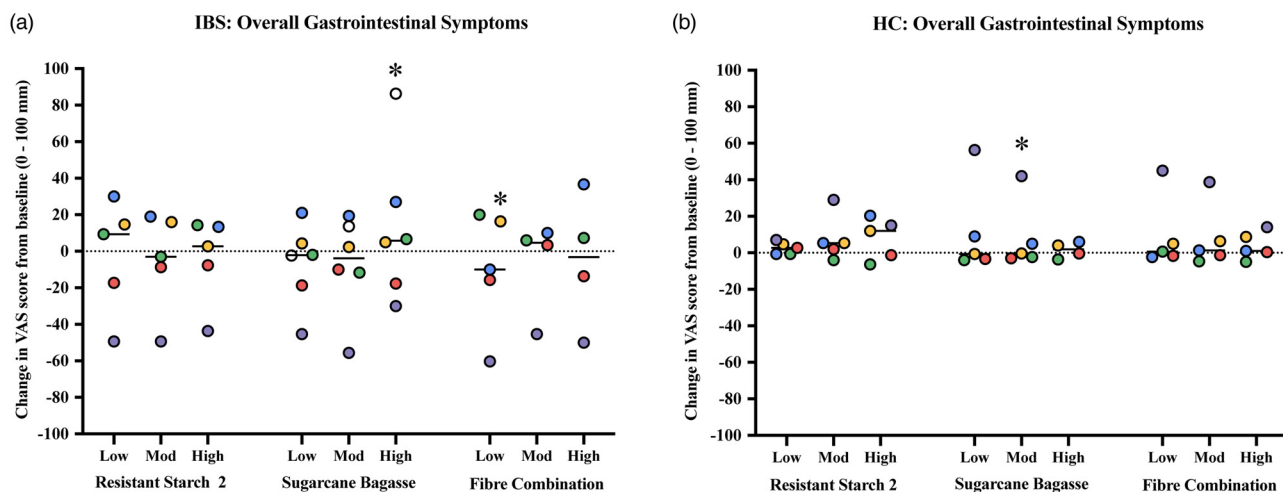 (a)
IBS: Overall Gastrointestinal Symptoms
Change in VAS score from baseline (0 - 100 mm)
100
80
60
40
20
0
-20
-40
-60
-80
-100
*
*
Low Mod High Low Mod High Low Mod High
Resistant Starch 2 Sugarcane Bagasse Fibre Combination
(b)
HC: Overall Gastrointestinal Symptoms
Change in VAS score from baseline (0 - 100 mm)
100
80
60
40
20
0
-20
-40
-60
-80
-100
*
Low Mod High Low Mod High Low Mod High
Resistant Starch 2 Sugarcane Bagasse Fibre Combination